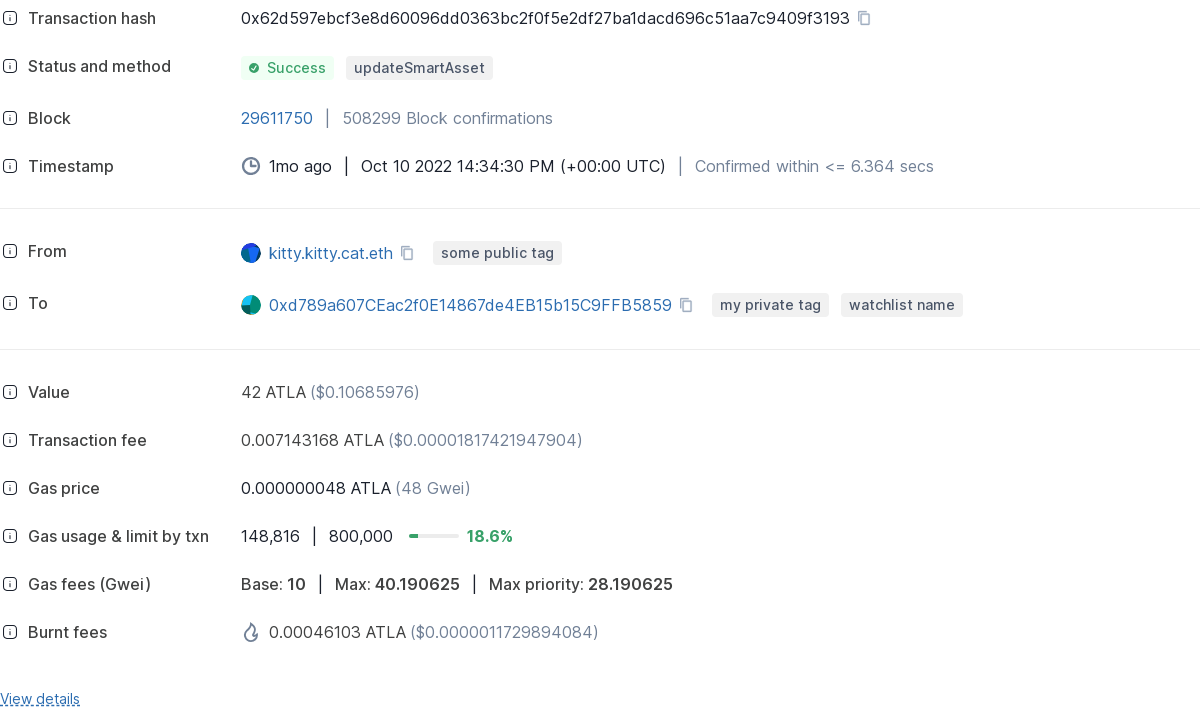 Transaction hash 0x62d597ebcf3e8d60096dd0363bc2f0f5e2df27ba1dacd696c51aa7c9409f3193
Status and method Success updateSmartAsset
Block 29611750 | 508299 Block confirmations
Timestamp 1mo ago | Oct 10 2022 14:34:30 PM (+00:00 UTC) | Confirmed within <= 6.364 secs
From kitty.kitty.cat.eth some public tag
To 0xd789a607CEac2f0E14867de4EB15b15C9FFB5859 my private tag watchlist name
Value 42 ATLA ($0.10685976)
Transaction fee 0.007143168 ATLA ($0.00001817421947904)
Gas price 0.000000048 ATLA (48 Gwei)
Gas usage & limit by txn 148,816 | 800,000 18.6%
Gas fees (Gwei) Base: 10 | Max: 40.190625 | Max priority: 28.190625
Burnt fees 0.00046103 ATLA ($0.0000011729894084)
View details